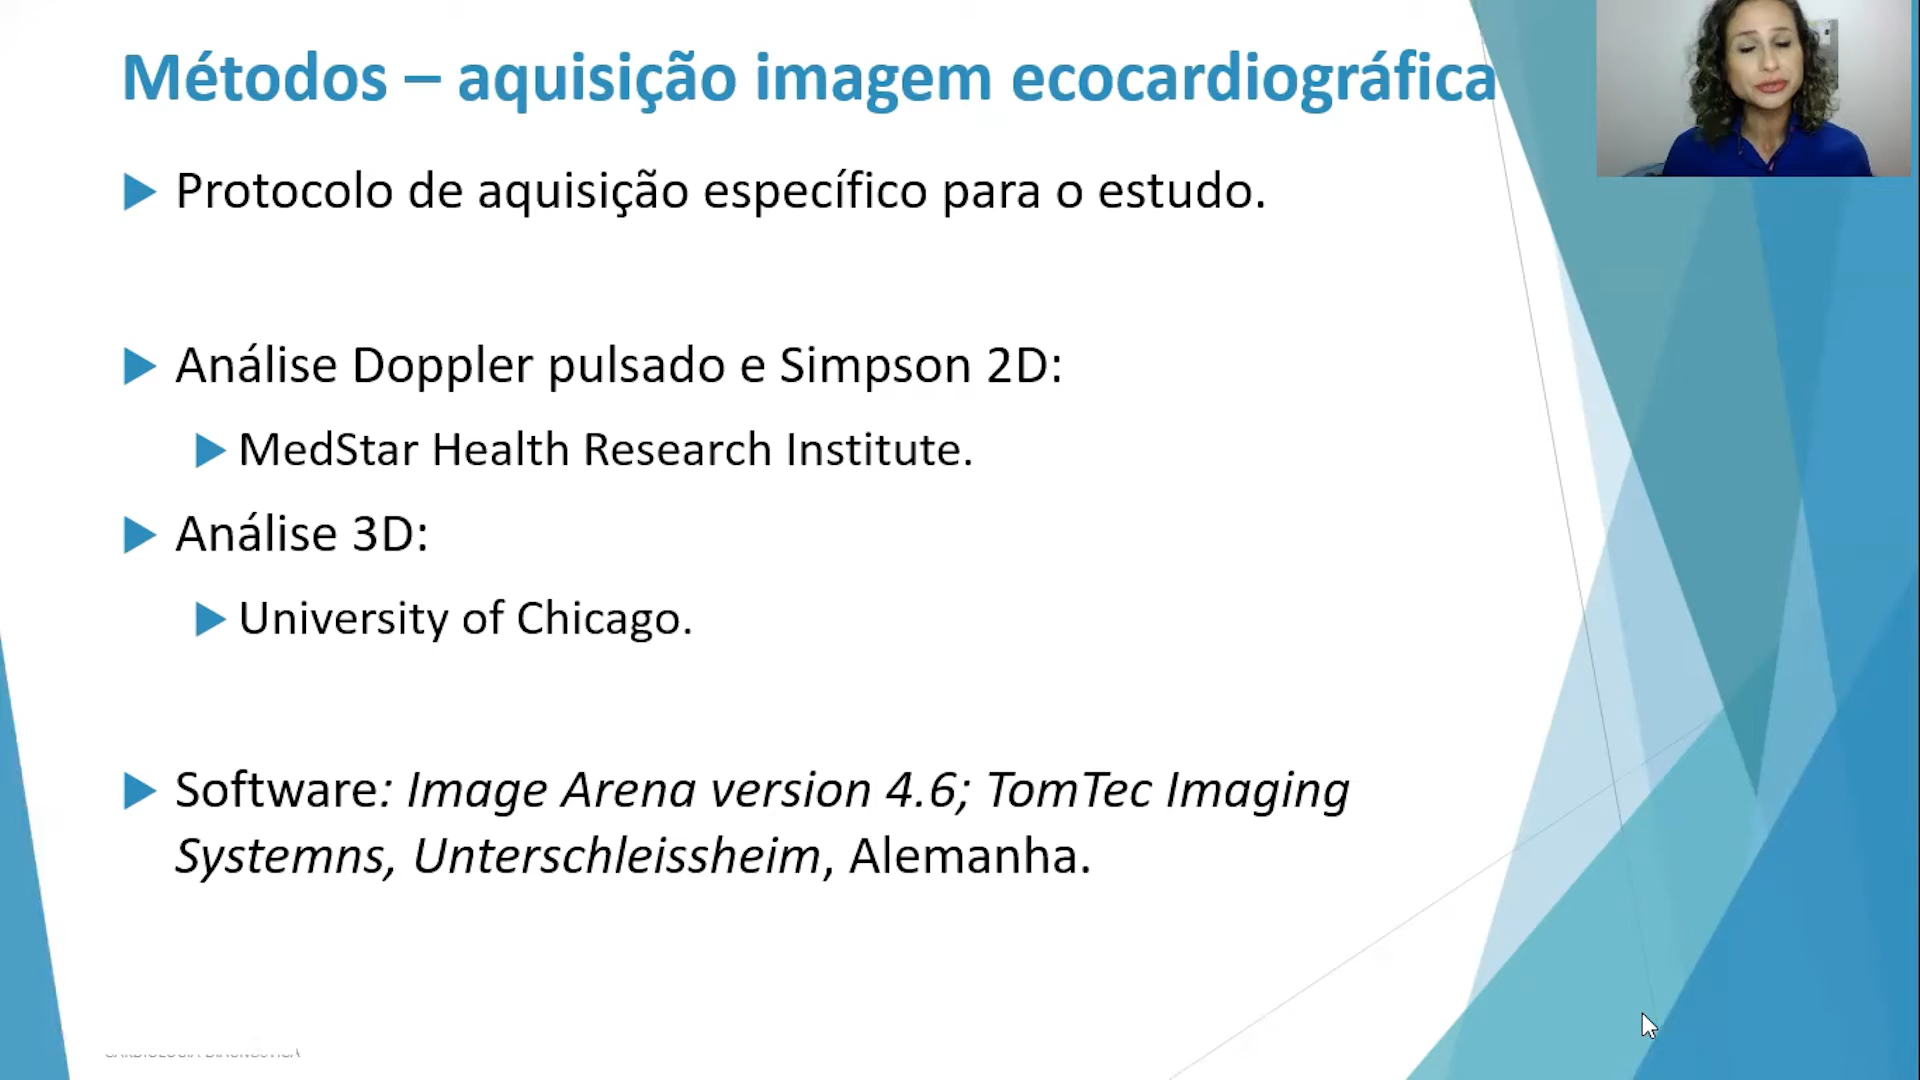 Métodos – aquisição imagem ecocardiográfica
Protocolo de aquisição específico para o estudo.
Análise Doppler pulsado e Simpson 2D:
MedStar Health Research Institute.
Análise 3D:
University of Chicago.
Software: Image Arena version 4.6; TomTec Imaging
Systemns, Unterschleissheim, Alemanha.